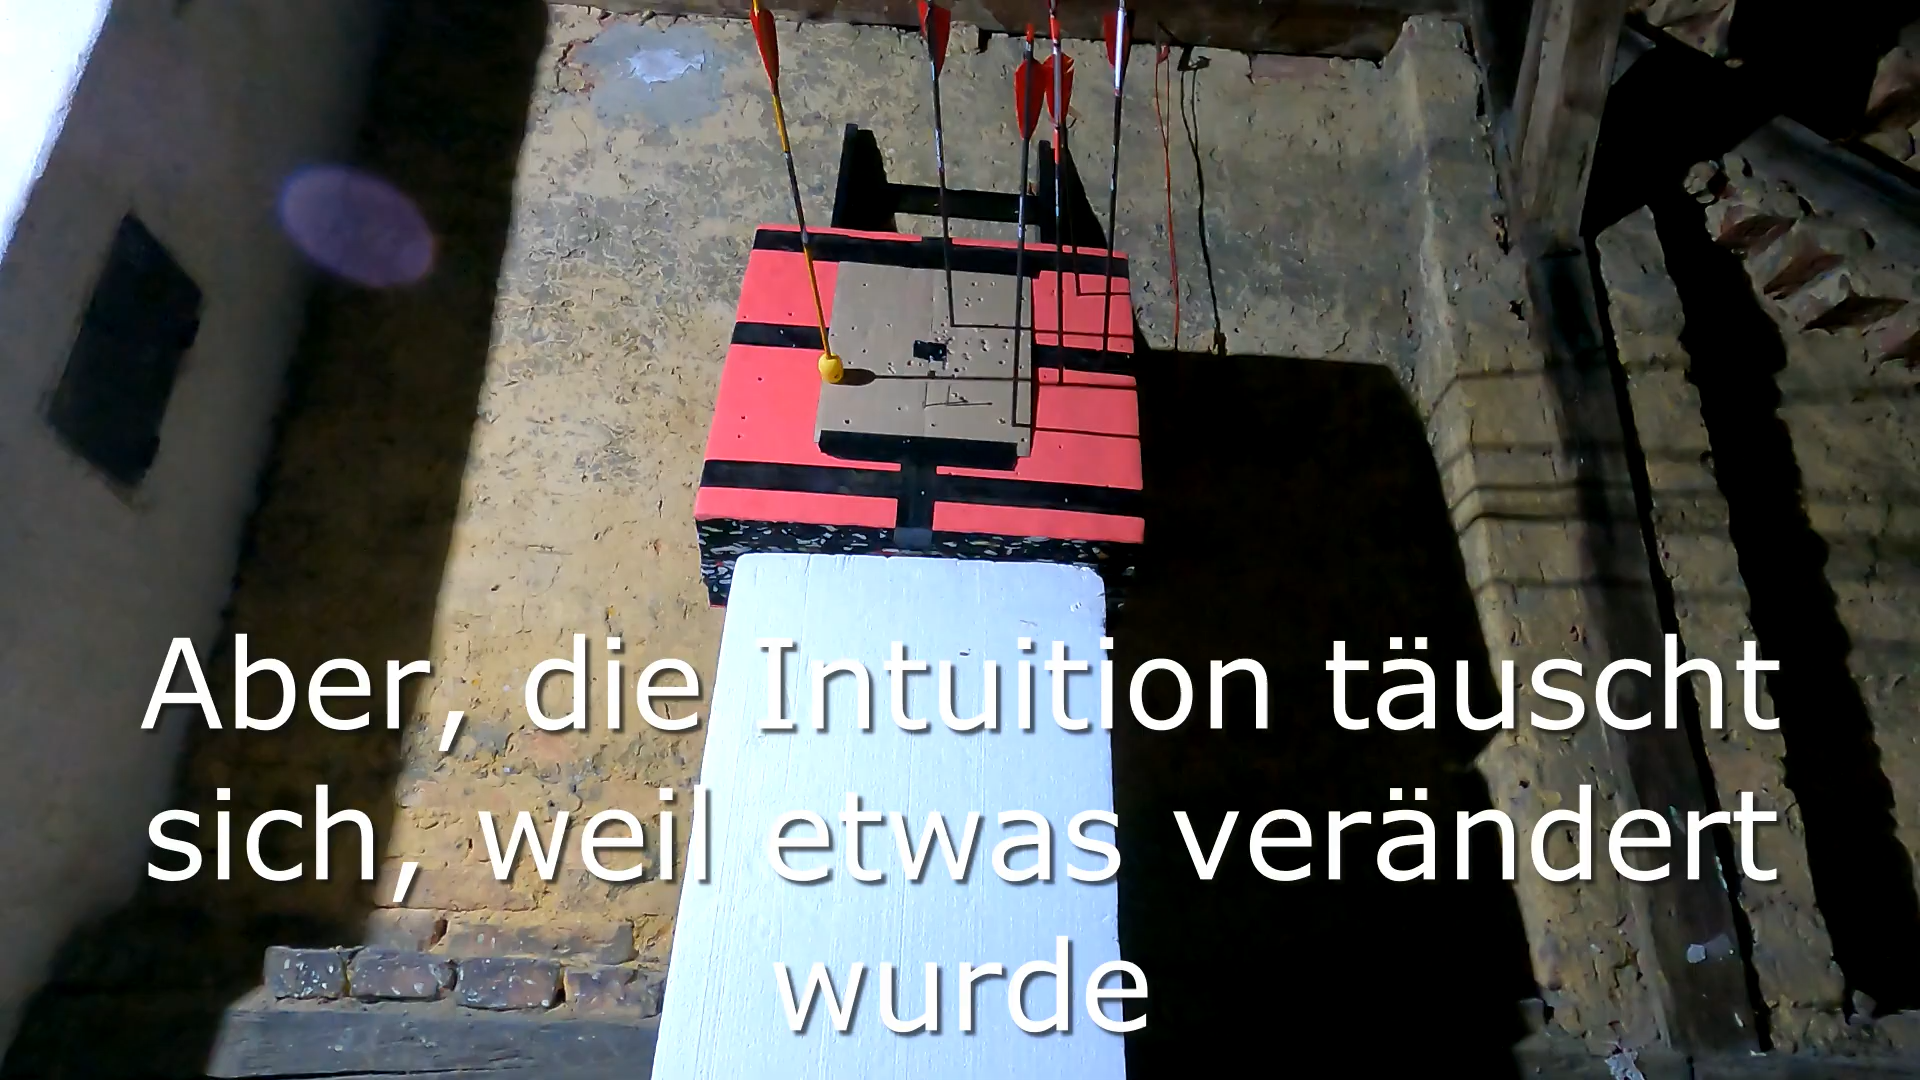 Aber, die Intuition täuscht
sich, weil etwas verändert
wurde